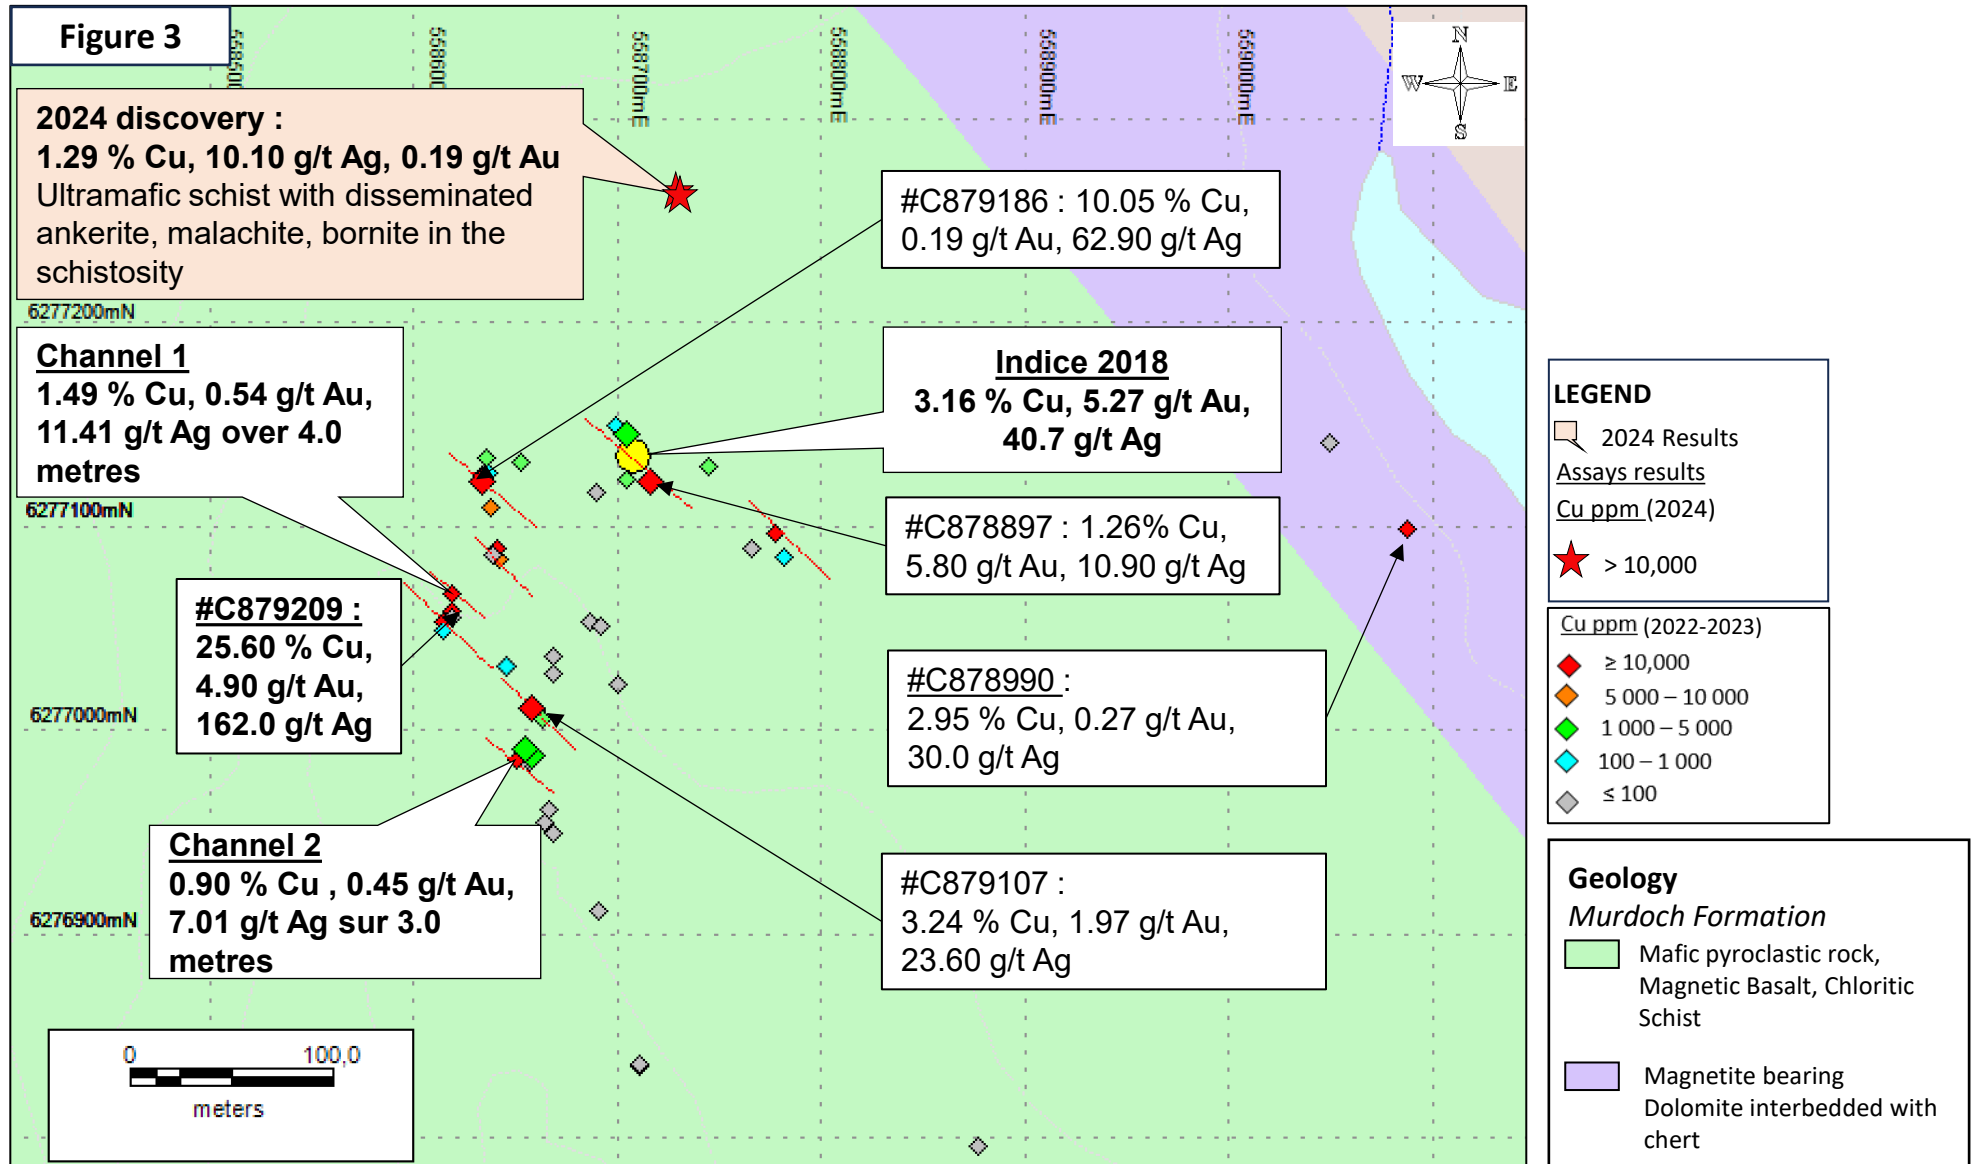 Figure 3
558500
558600
558700mE
558800mE
558900mE
559000mE
N
W
E
S
2024 discovery :
1.29 % Cu, 10.10 g/t Ag, 0.19 g/t Au
Ultramafic schist with disseminated
ankerite, malachite, bornite in the
schistosity
#C879186 : 10.05 % Cu,
0.19 g/t Au, 62.90 g/t Ag
6277200mN
Channel 1
1.49 % Cu, 0.54 g/t Au,
11.41 g/t Ag over 4.0
metres
Indice 2018
3.16 % Cu, 5.27 g/t Au,
40.7 g/t Ag
6277100mN
#C878897 : 1.26% Cu,
5.80 g/t Au, 10.90 g/t Ag
#C879209 :
25.60 % Cu,
4.90 g/t Au,
162.0 g/t Ag
#C878990 :
2.95 % Cu, 0.27 g/t Au,
30.0 g/t Ag
6277000mN
Channel 2
0.90 % Cu , 0.45 g/t Au,
7.01 g/t Ag sur 3.0
metres
#C879107 :
3.24 % Cu, 1.97 g/t Au,
23.60 g/t Ag
6276900mN
0
100,0
meters
LEGEND
2024 Results
Assays results
Cu ppm (2024)
> 10,000
Cu ppm (2022-2023)
≥ 10,000
5 000 – 10 000
1 000 – 5 000
100 – 1 000
≤ 100
Geology
Murdoch Formation
Mafic pyroclastic rock,
Magnetic Basalt, Chloritic
Schist
Magnetite bearing
Dolomite interbedded with
chert